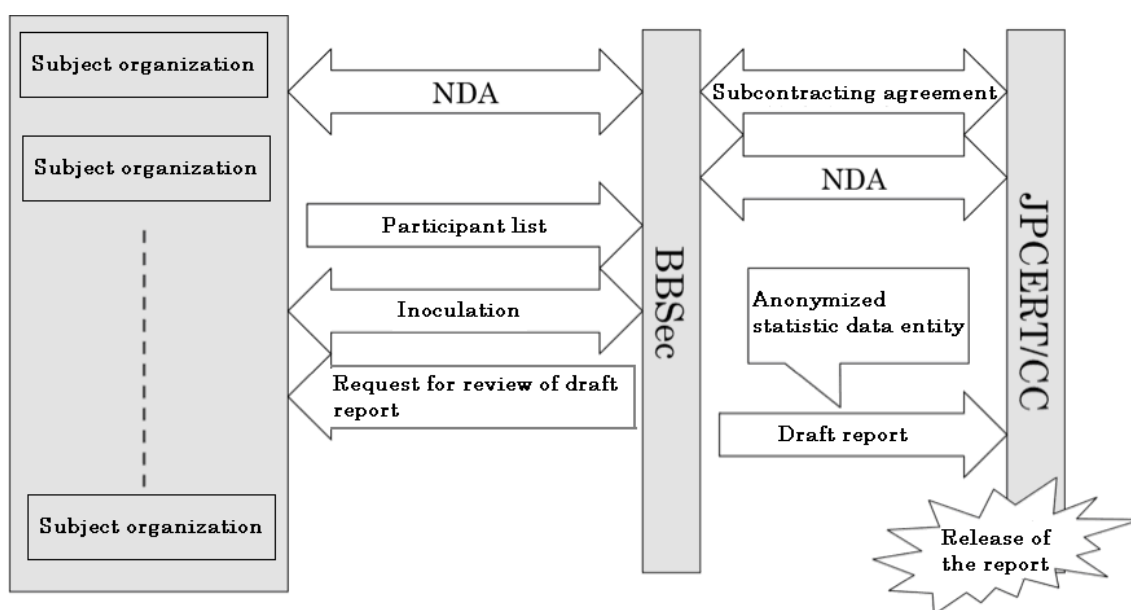 Subject organization
Subject organization
Subject organization
NDA
Participant list
Inoculation
Request for review of draft
report
BBSec
Subcontracting agreement
NDA
Anonymized
statistic data entity
Draft report
JPCERT/CC
Release of
the report